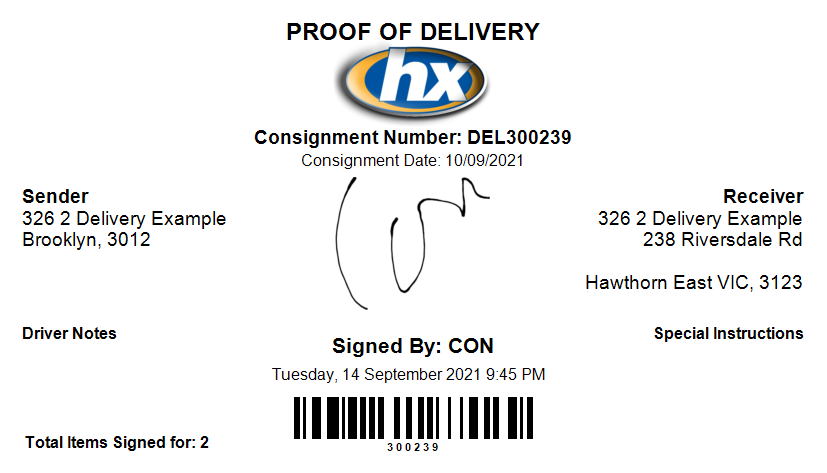 PROOF OF DELIVERY
hx
Consignment Number: DEL300239
Consignment Date: 10/09/2021
Sender
326 2 Delivery Example
Brooklyn, 3012
Con
Receiver
326 2 Delivery Example
238 Riversdale Rd
Hawthorn East VIC, 3123
Driver Notes
Special Instructions
Signed By: CON
Tuesday, 14 September 2021 9:45 PM
300239
Total Items Signed for: 2